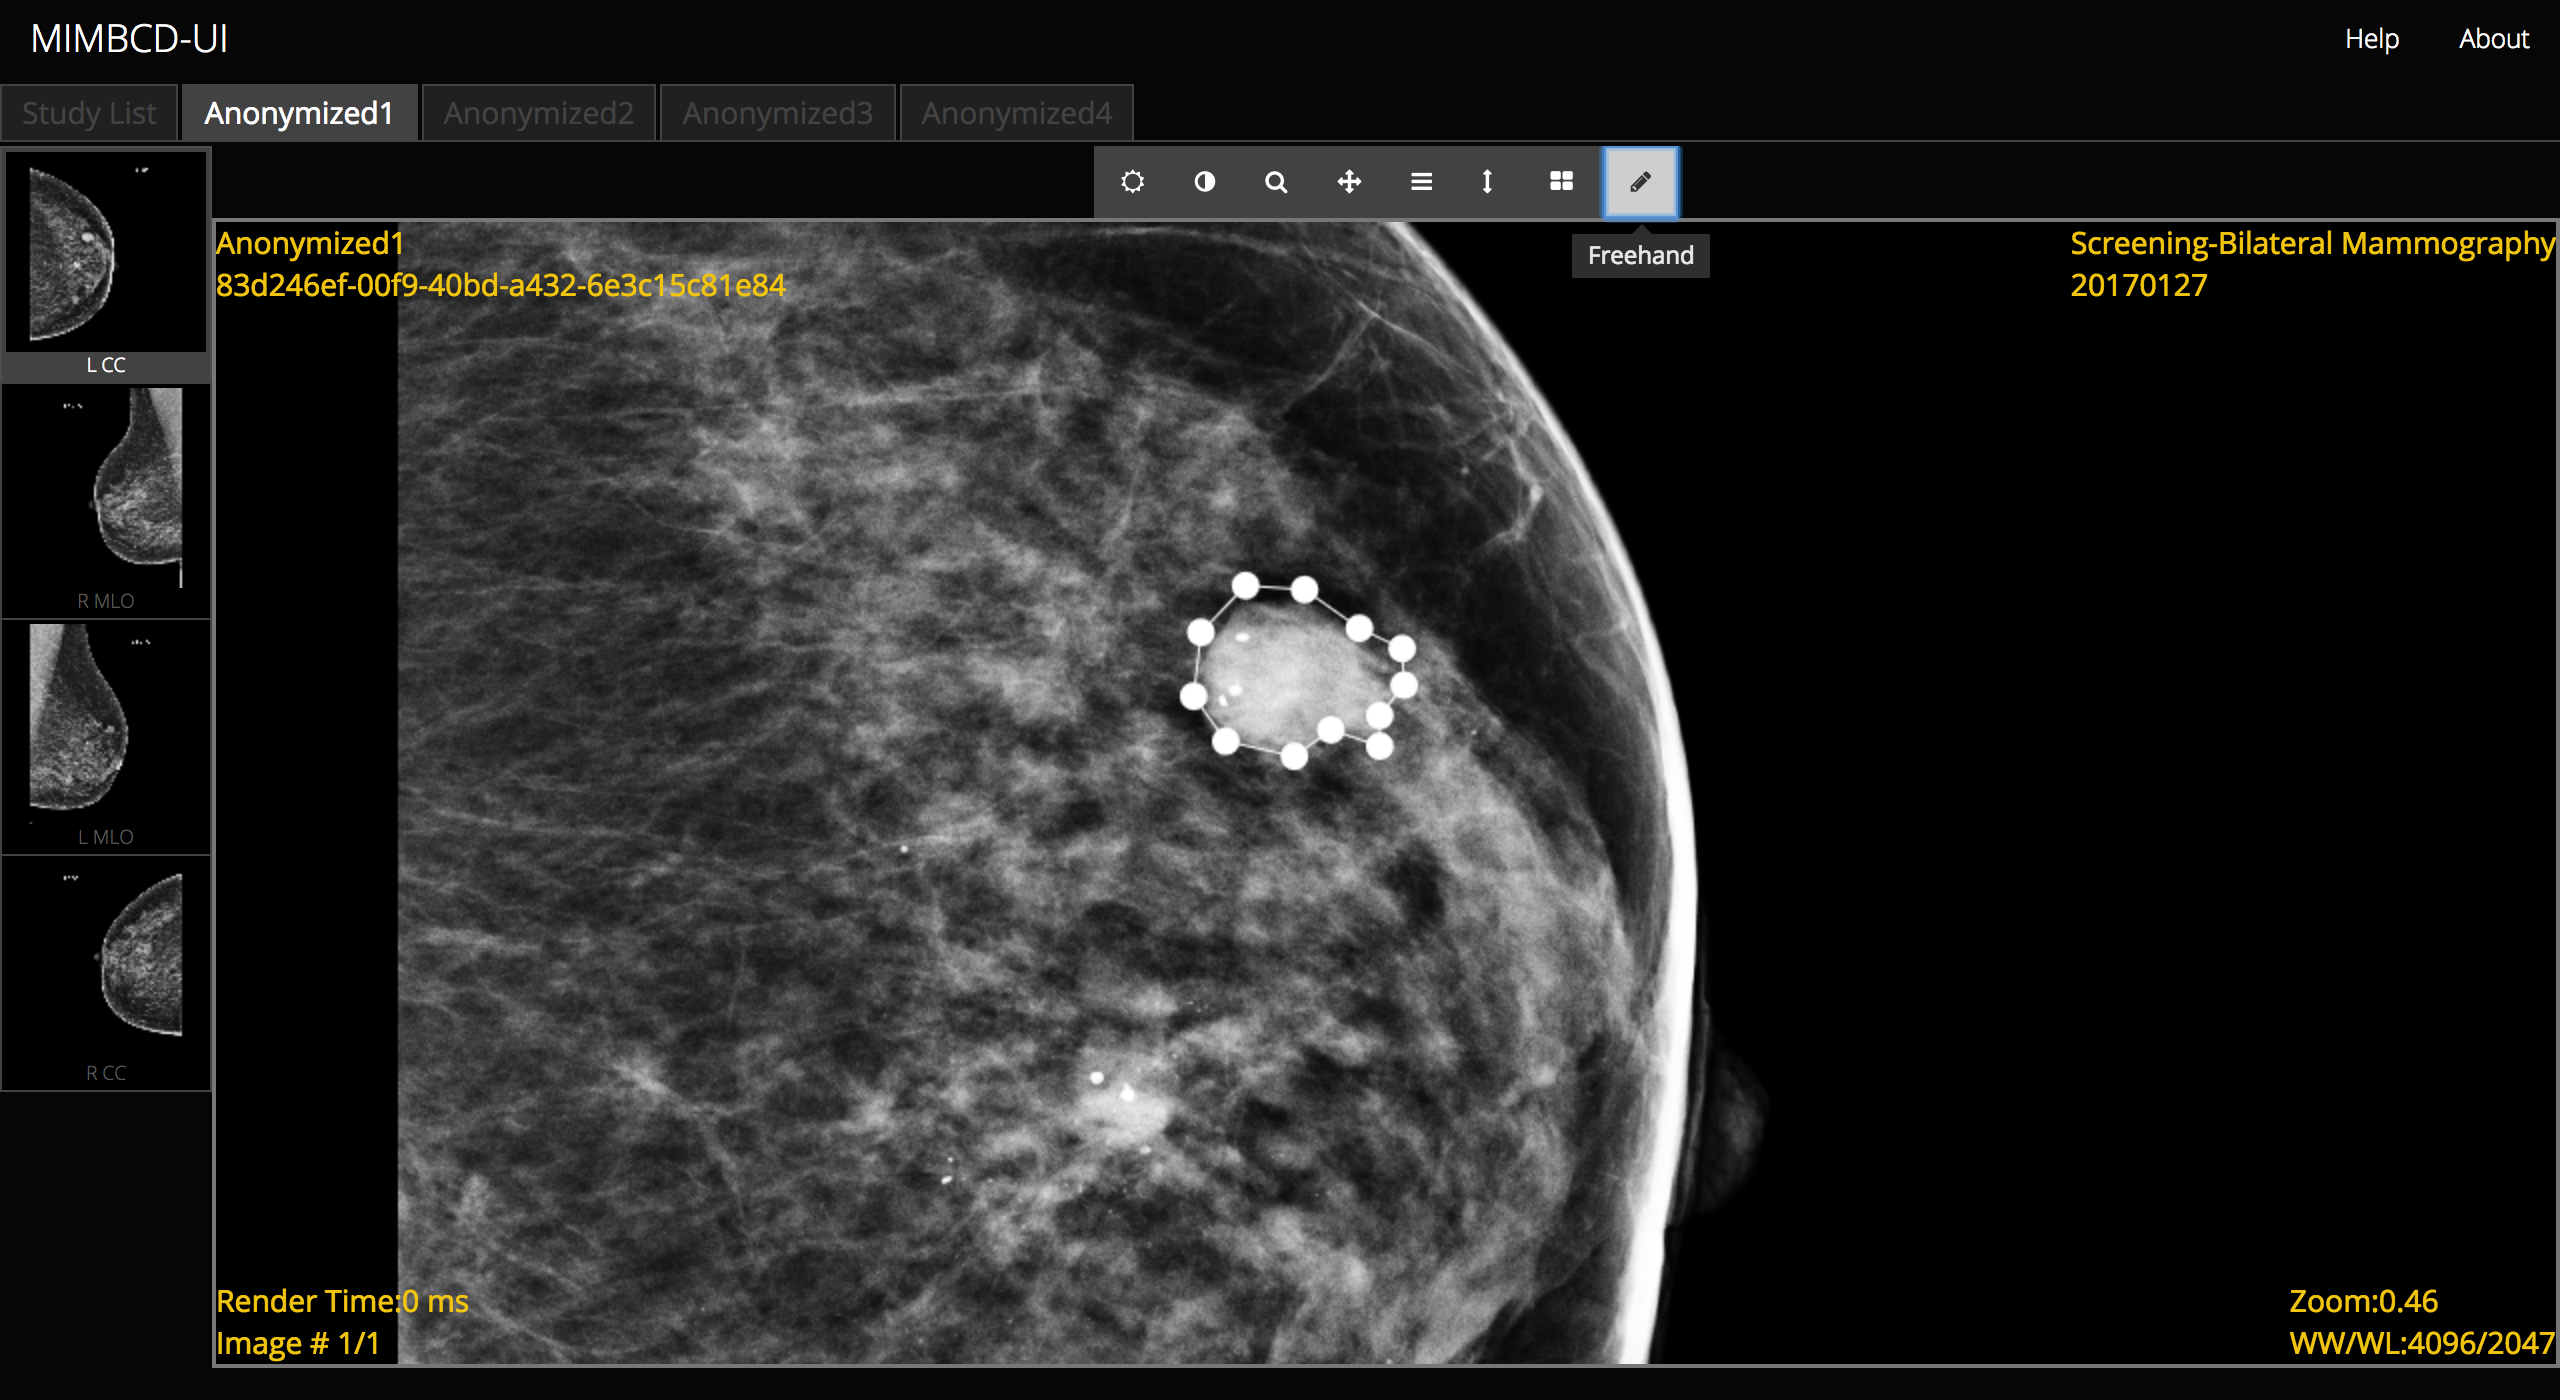 MIMBCD-UI
Help
About
Study List
Anonymized1
Anonymized2
Anonymized3
Anonymized4
L CC
R MLO
L MLO
R CC
Freehand
Anonymized1
83d246ef-00f9-40bd-a432-6e3c15c81e84
Screening-Bilateral Mammography
20170127
Render Time:0 ms
Image # 1/1
Zoom:0.46
WW/WL:4096/2047